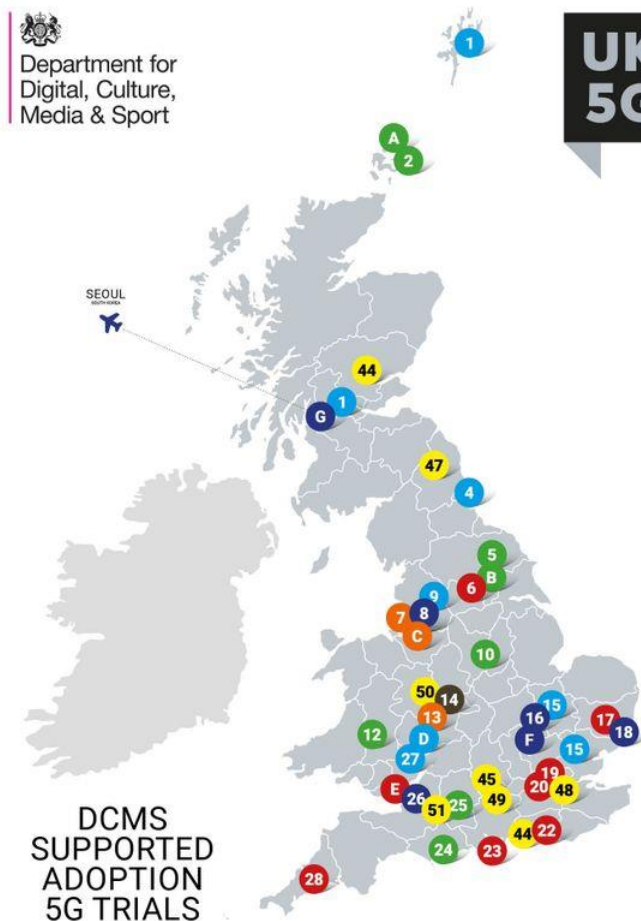 Department for
Digital, Culture,
Media & Sport
UK
5G
1
A
2
SEOUL
SOUTH KOREA
44
1
G
47
4
5
B
6
9
8
7
C
10
50
14
13
12
D
27
15
16
F
17
18
15
E
26
51
25
45
49
19
20
48
44
22
23
24
28
DCMS
SUPPORTED
ADOPTION
5G TRIALS